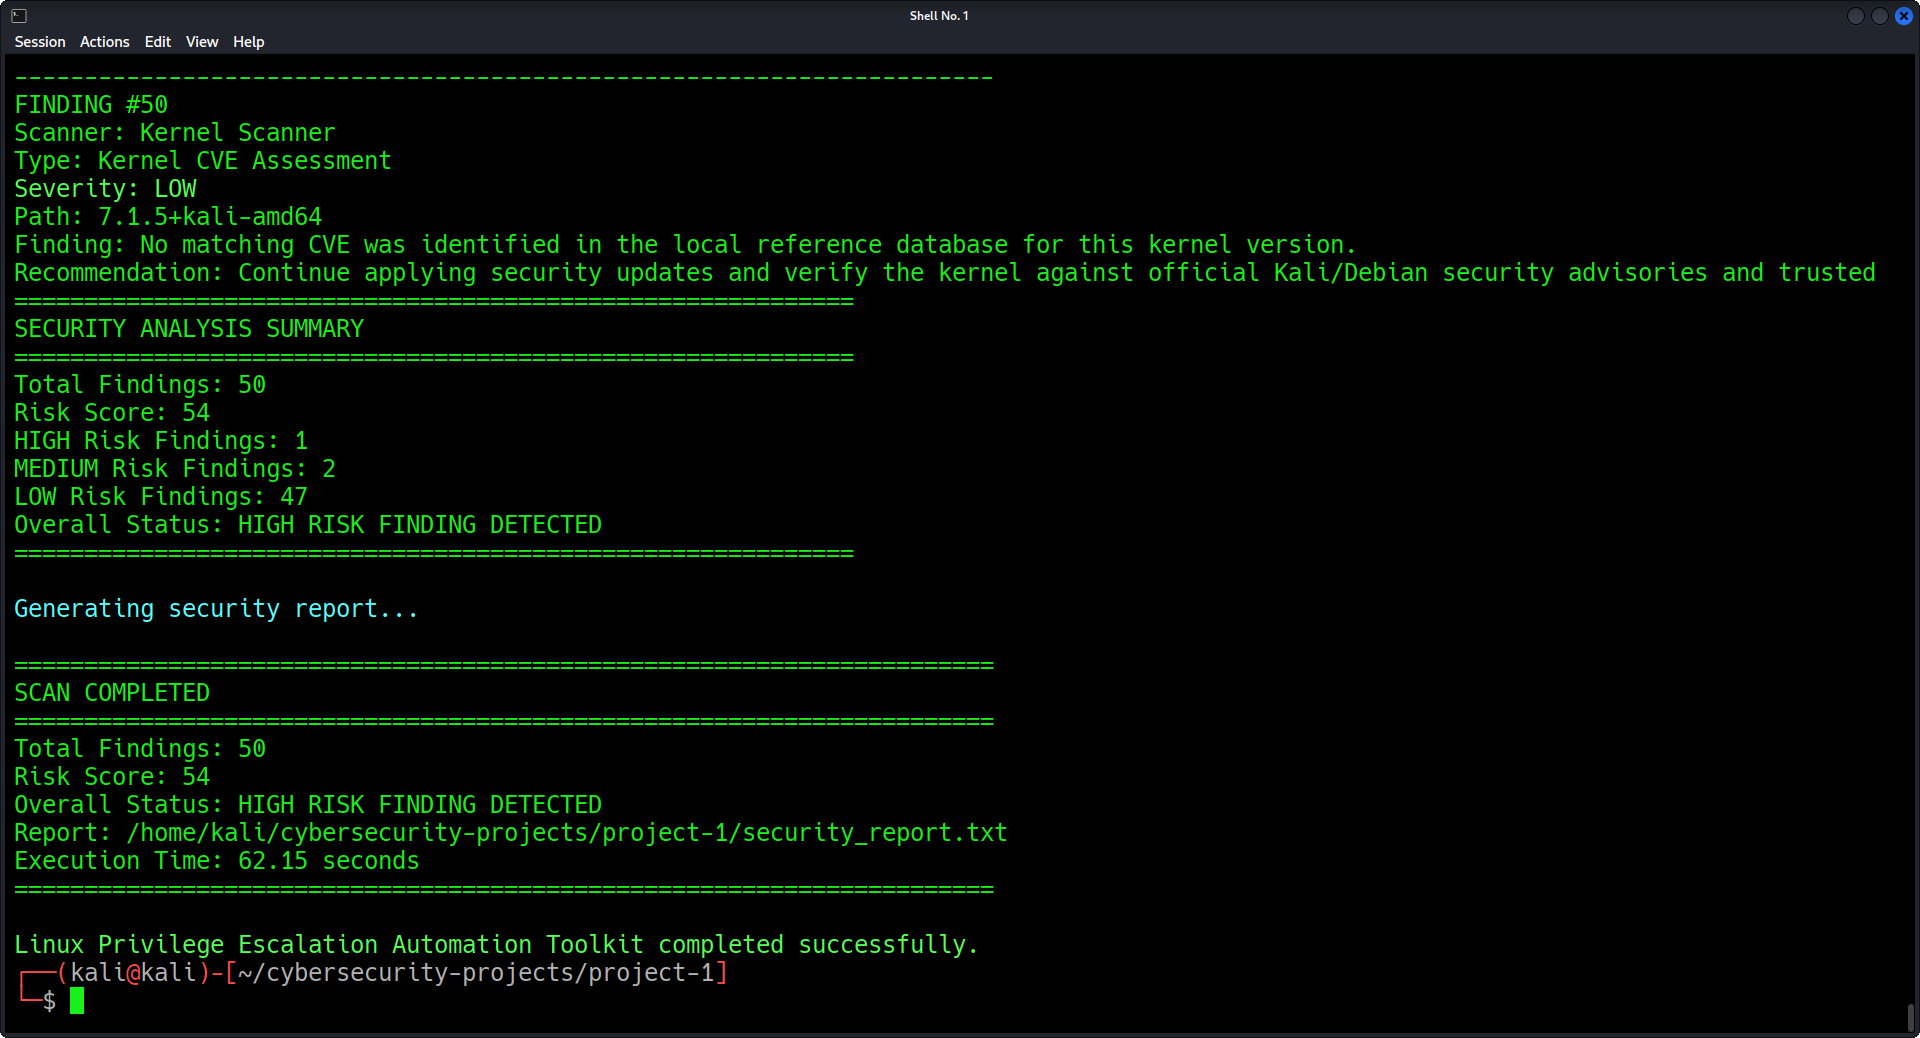 Shell No. 1
Session Actions Edit View Help
----------------------------------------------------------------------
FINDING #50
Scanner: Kernel Scanner
Type: Kernel CVE Assessment
Severity: LOW
Path: 7.1.5+kali-amd64
Finding: No matching CVE was identified in the local reference database for this kernel version.
Recommendation: Continue applying security updates and verify the kernel against official Kali/Debian security advisories and trusted
============================================================
SECURITY ANALYSIS SUMMARY
============================================================
Total Findings: 50
Risk Score: 54
HIGH Risk Findings: 1
MEDIUM Risk Findings: 2
LOW Risk Findings: 47
Overall Status: HIGH RISK FINDING DETECTED
============================================================
Generating security report...
======================================================================
SCAN COMPLETED
======================================================================
Total Findings: 50
Risk Score: 54
Overall Status: HIGH RISK FINDING DETECTED
Report: /home/kali/cybersecurity-projects/project-1/security_report.txt
Execution Time: 62.15 seconds
======================================================================
Linux Privilege Escalation Automation Toolkit completed successfully.
┌──(kali@kali)-[~/cybersecurity-projects/project-1]
└─$